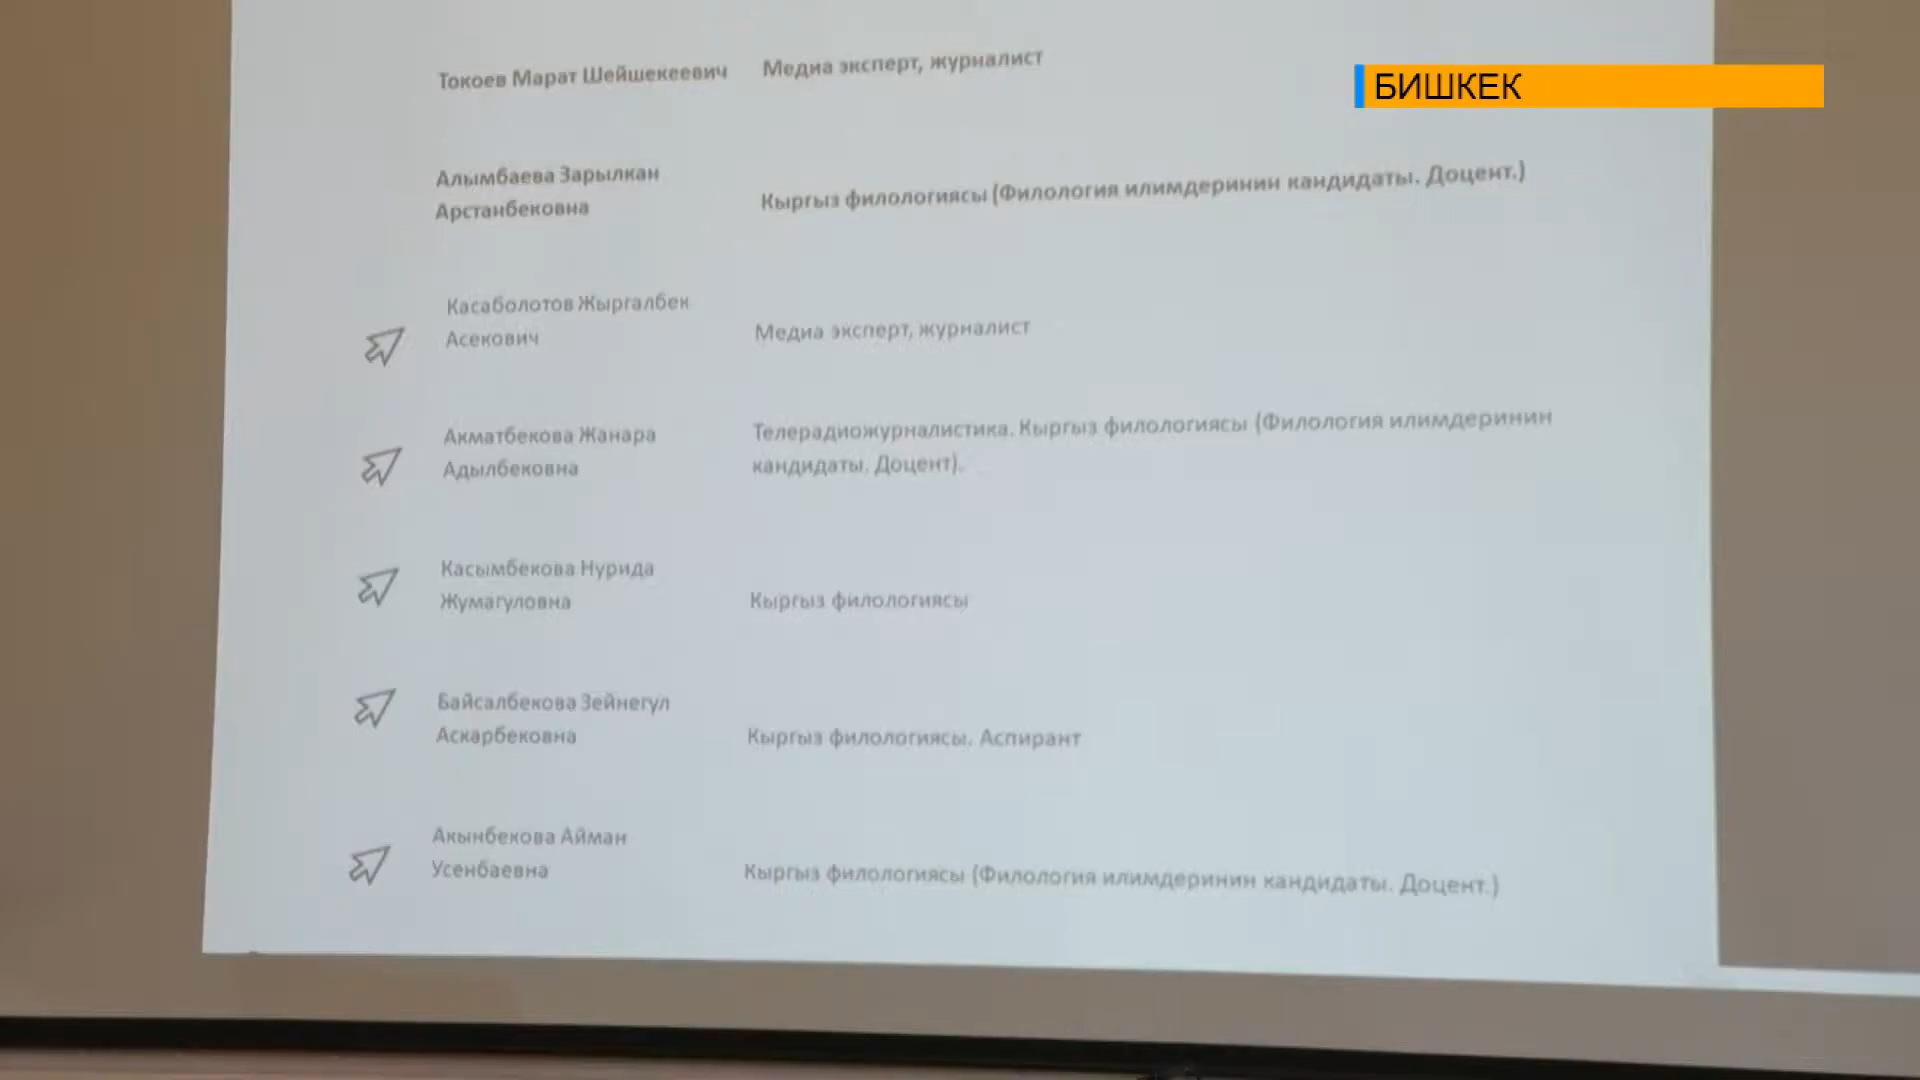 Токоев Марат Шейшекеевич Медиа эксперт, журналист
БИШКЕК
Алымбаева Зарылкан
Арстанбековна
Кыргыз филологиясы (Филология илимдеринин кандидаты. Доцент.)
Касаболотов Жыргалбек
Асекович
Медиа эксперт, журналист
Акматбекова Жанара
Адылбековна
Телерадиожурналистика. Кыргыз филологиясы (Филология илимдеринин
кандидаты. Доцент).
Касымбекова Нурида
Жумагуловна
Кыргыз филологиясы
Байсалбекова Зейнегул
Аскарбековна
Кыргыз филологиясы. Аспирант
Акынбекова Айман
Усенбаевна
Кыргыз филологиясы (Филология илимдеринин кандидаты. Доцент.)